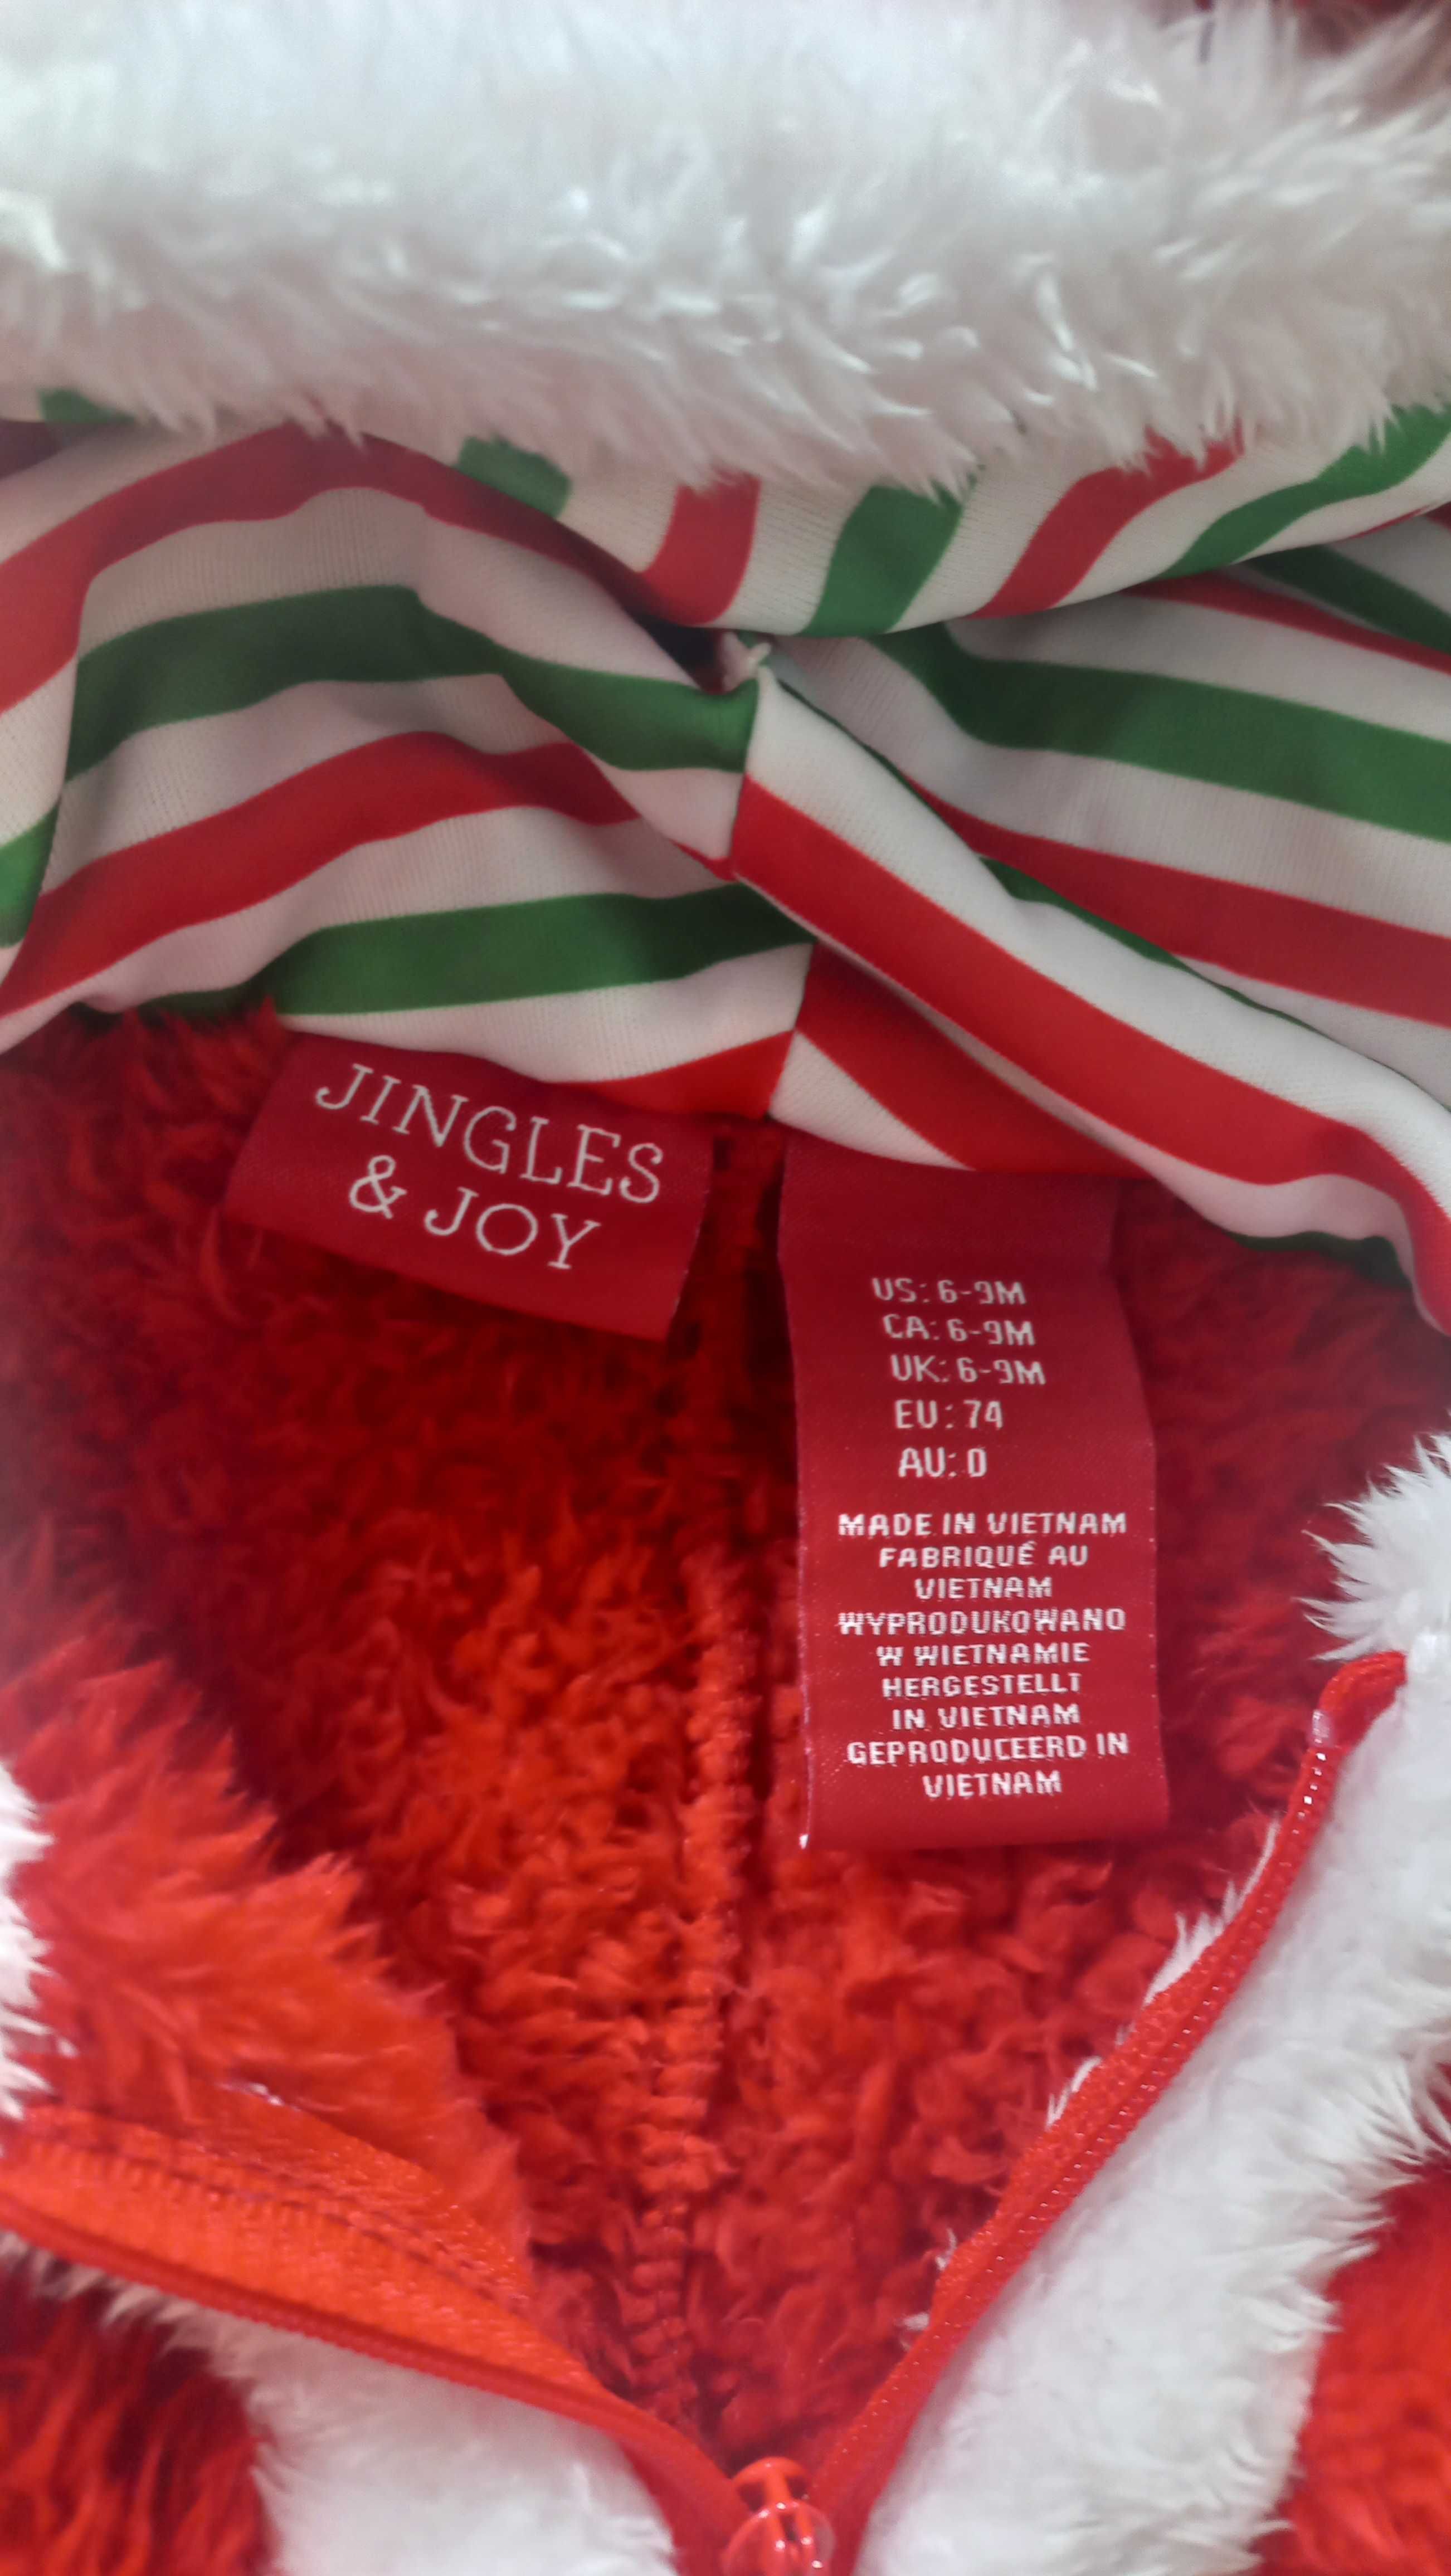 JINGLES
& JOY
US: 6-9M
CA: 6-9M
UK: 6-9M
EU: 74
AU: 0
MADE IN VIETNAM
FABRIQUÉ AU
VIETNAM
WYPRODUKOWANO
W WIETNAMIE
HERGESTELLT
IN VIETNAM
GEPRODUCEERD IN
VIETNAM